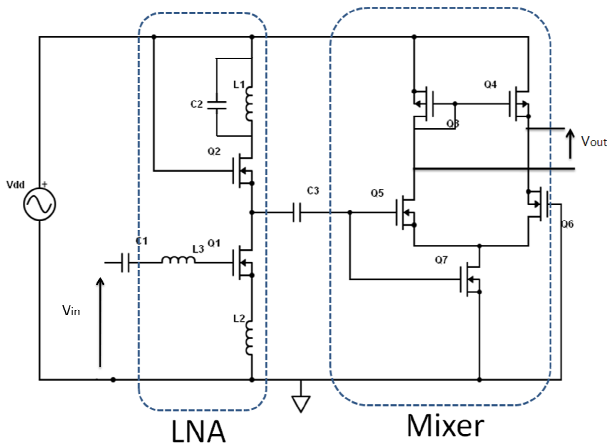 L1
Q4
C2
Q3
Q2
Vout
Vdd
+
C3
Q5
Q6
C1
L3
Q1
Q7
Vin
L2
LNA
Mixer